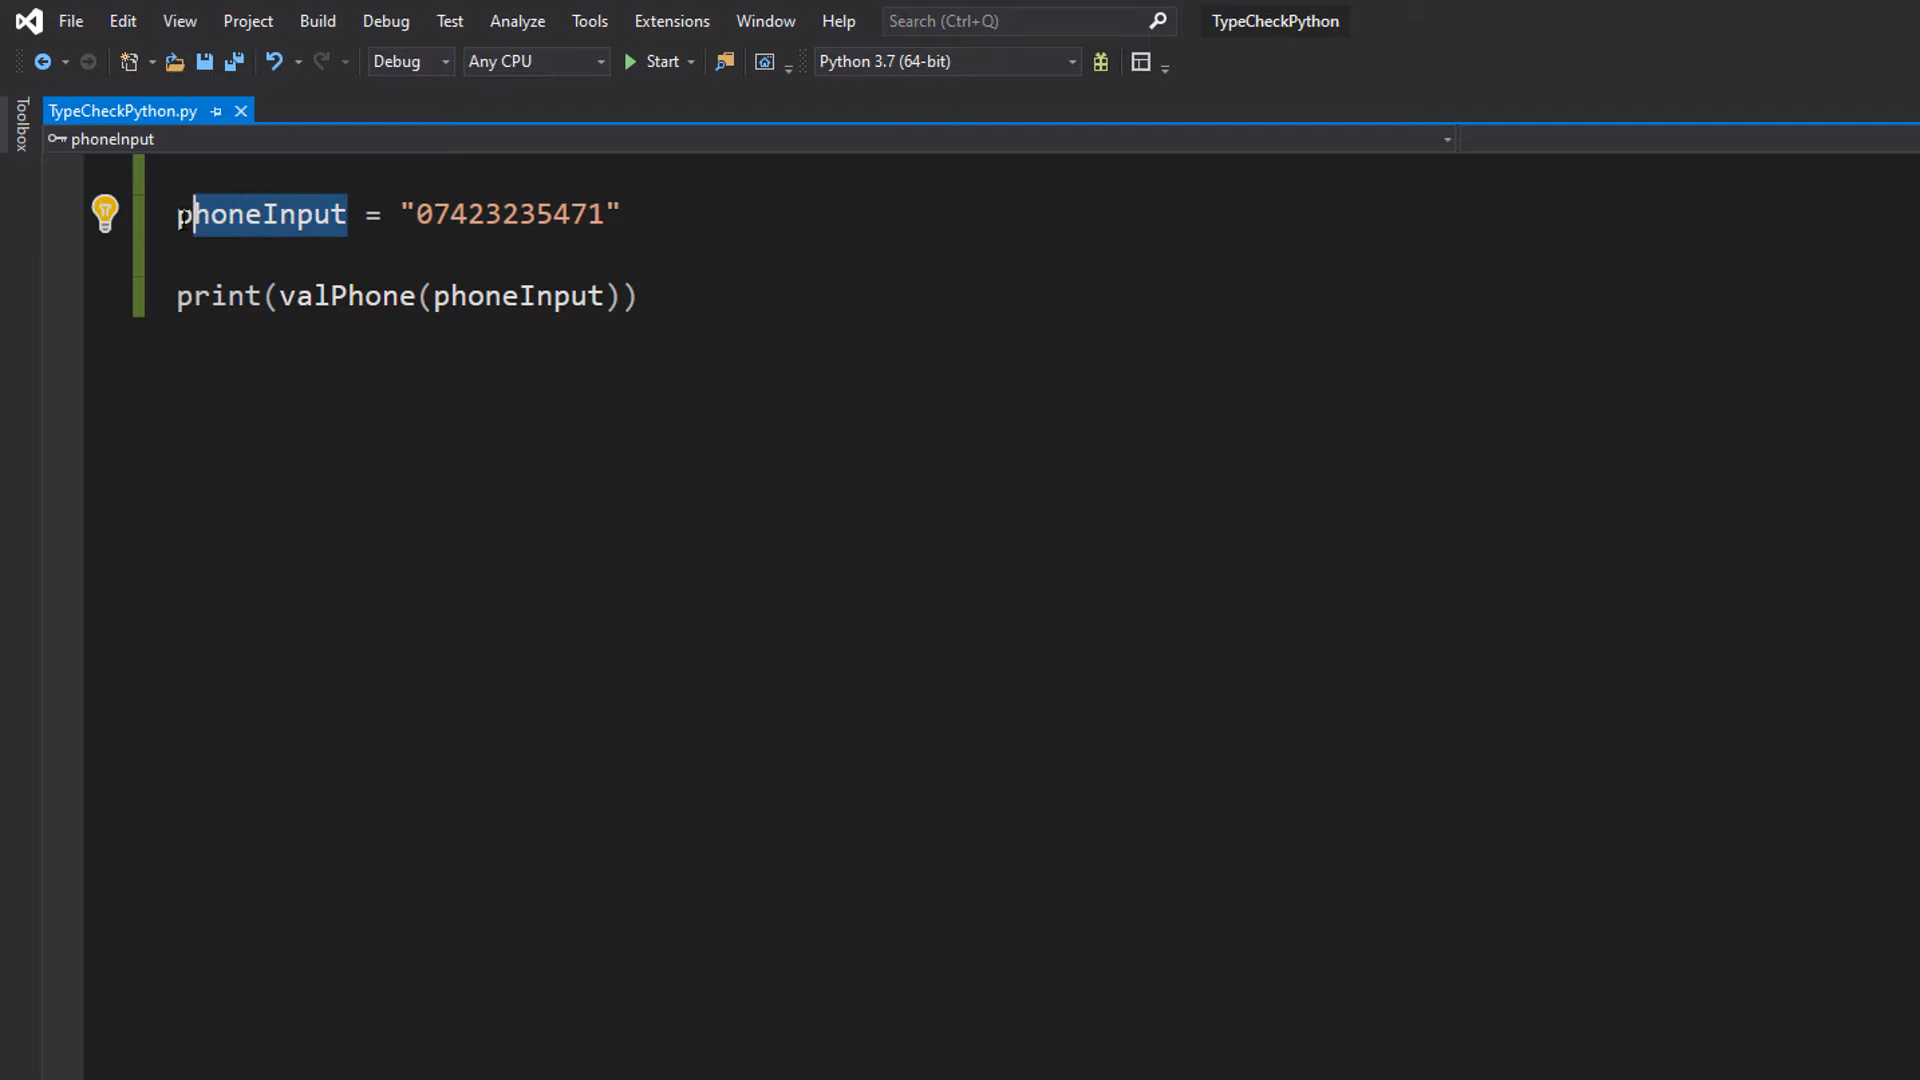 File Edit View Project Build Debug Test Analyze Tools Extensions Window Help Search (Ctrl+Q) TypeCheckPython
Debug Any CPU Start Python 3.7 (64-bit)
Toolbox
TypeCheckPython.py
phoneInput
phoneInput = "07423235471"
print(valPhone(phoneInput))